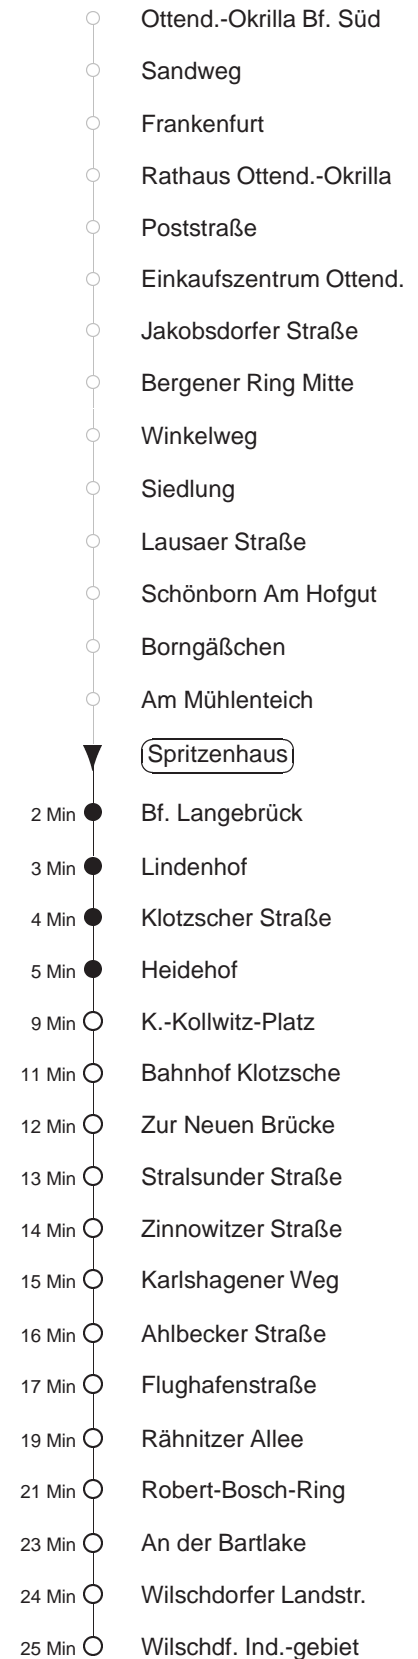 Ottend.-Okrilla Bf. Süd
Sandweg
Frankenfurt
Rathaus Ottend.-Okrilla
Poststraße
Einkaufszentrum Ottend.
Jakobsdorfer Straße
Bergener Ring Mitte
Winkelweg
Siedlung
Lausaer Straße
Schönborn Am Hofgut
Borngäßchen
Am Mühlenteich
Spritzenhaus
2 Min Bf. Langebrück
3 Min Lindenhof
4 Min Klotzscher Straße
5 Min Heidehof
9 Min K.-Kollwitz-Platz
11 Min Bahnhof Klotzsche
12 Min Zur Neuen Brücke
13 Min Stralsunder Straße
14 Min Zinnowitzer Straße
15 Min Karlshagener Weg
16 Min Ahlbecker Straße
17 Min Flughafenstraße
19 Min Rähnitzer Allee
21 Min Robert-Bosch-Ring
23 Min An der Bartlake
24 Min Wilschdorfer Landstr.
25 Min Wilschdf. Ind.-gebiet